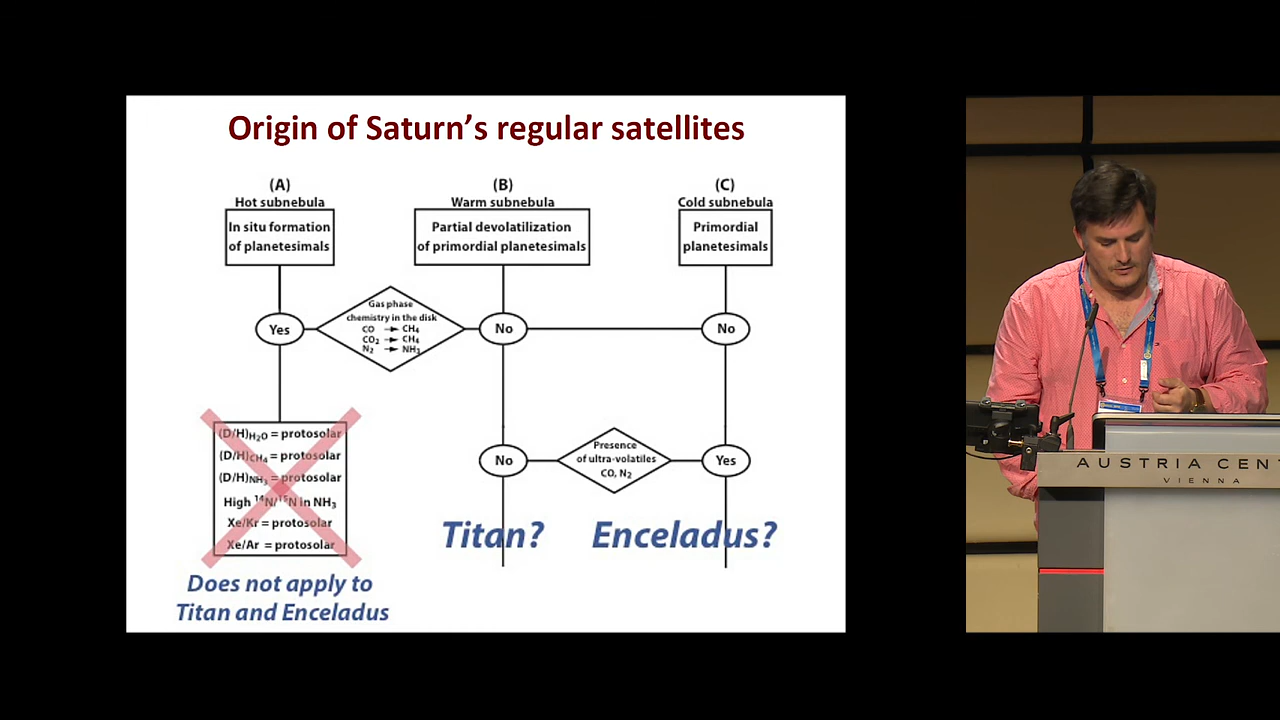 Origin of Saturn's regular satellites
(A)
Hot subnebula
In situ formation
of planetesimals
(B)
Warm subnebula
Partial devolatilization
of primordial planetesimals
(C)
Cold subnebula
Primordial
planetesimals
Yes
Gas phase
chemistry in the disk
CO → CH₄
CO₂ → CH₄
N₂ → NH₃
No
No
(D/H)H₂O = protosolar
(D/H)CH₄ = protosolar
(D/H)NH₃ = protosolar
High ¹⁴N/¹⁵N in NH₃
Xe/Kr = protosolar
Xe/Ar = protosolar
No
Presence
of ultra-volatiles
CO, N₂
Yes
Titan?
Enceladus?
Does not apply to
Titan and Enceladus
AUSTRIA CEN
VIENNA